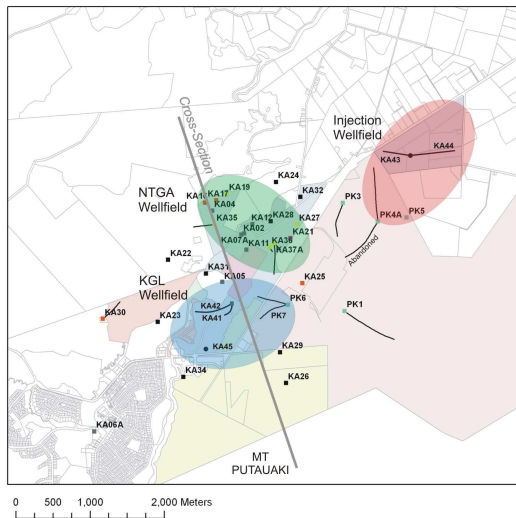 Injection
Wellfield
KA44
KA43
Cross-Section
KA24
KA19
KA17
KA32
NTGA
Wellfield
KA04
PK3
KA35
KA12
KA28
KA27
PK4A
PK5
KA21
KA07A
KA02
KA11
KA36
KA37A
Abandoned
KA22
KA31
KGL
Wellfield
KA05
KA25
KA30
KA23
KA42
KA41
PK6
PK7
PK1
KA45
KA29
KA34
KA26
KA06A
MT
PUTAUAKI
0 500 1,000 2,000 Meters